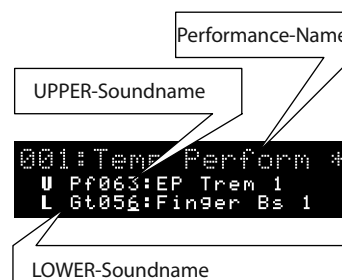 Performance-Name
UPPER-Soundname
001:Temp Perform *
U Pf063:EP Trem 1
L Gt056:Finger Bs 1
LOWER-Soundname